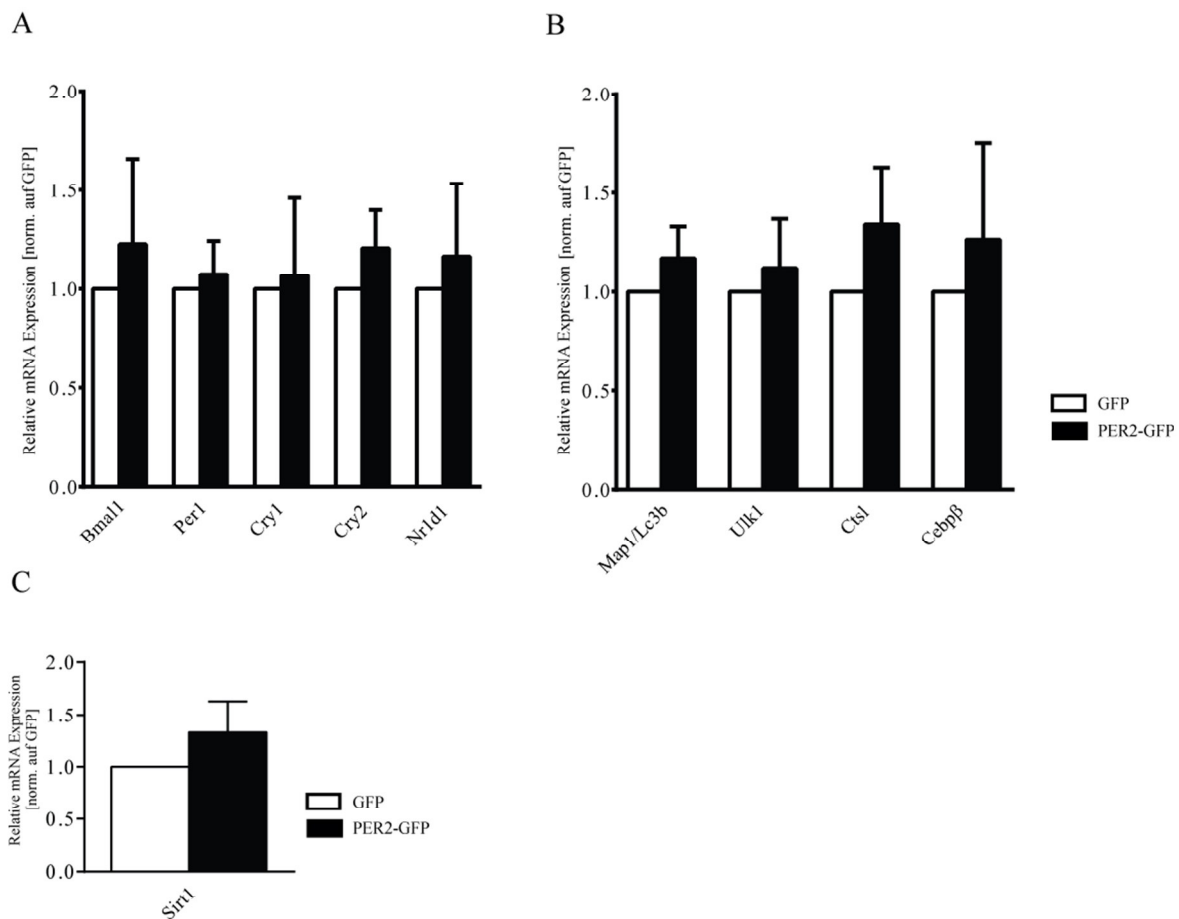 A
Relative mRNA Expression [norm. auf GFP]
2.0
1.5
1.0
0.5
0.0
Bmal1
Per1
Cry1
Cry2
Nr1d1
B
Relative mRNA Expression [norm. auf GFP]
2.0
1.5
1.0
0.5
0.0
Map1/Lc3b
Ulk1
Ctsl
Cebpβ
GFP
PER2-GFP
C
Relative mRNA Expression
[norm. auf GFP]
2.0
1.5
1.0
0.5
0.0
Sirt1
GFP
PER2-GFP